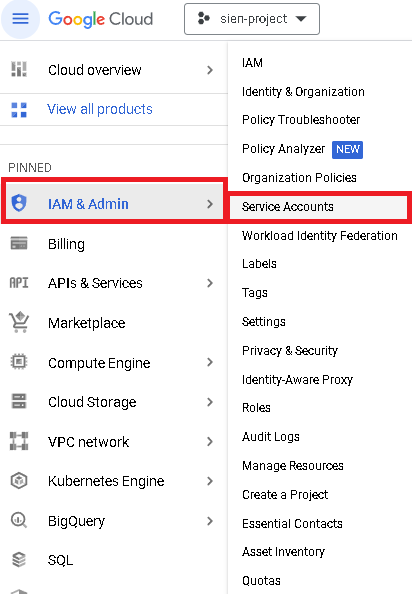 Google Cloud
sien-project
Cloud overview
View all products
PINNED
IAM & Admin
Billing
API APIs & Services
Marketplace
Compute Engine
Cloud Storage
VPC network
Kubernetes Engine
BigQuery
SQL
IAM
Identity & Organization
Policy Troubleshooter
Policy Analyzer NEW
Organization Policies
Service Accounts
Workload Identity Federation
Labels
Tags
Settings
Privacy & Security
Identity-Aware Proxy
Roles
Audit Logs
Manage Resources
Create a Project
Essential Contacts
Asset Inventory
Quotas